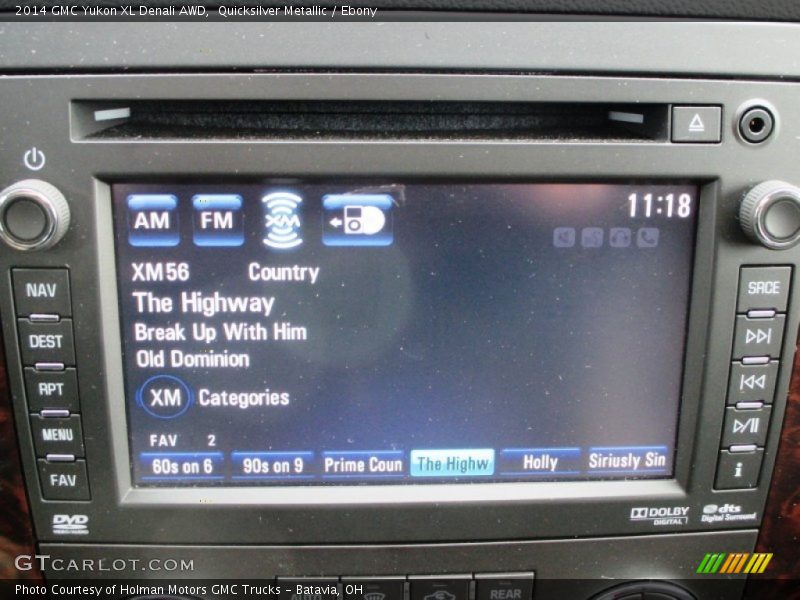 2014 GMC Yukon XL Denali AWD, Quicksilver Metallic / Ebony
AM FM XM 11:18
XM56 Country
The Highway
Break Up With Him
Old Dominion
XM Categories
FAV 2
60s on 6 90s on 9 Prime Coun The Highw Holly Siriusly Sin
NAV
DEST
RPT
MENU
FAV
SRCE
i
DVD
DOLBY
DIGITAL
dts
Digital Surround
REAR
GTCARLOT.COM
Photo Courtesy of Holman Motors GMC Trucks - Batavia, OH